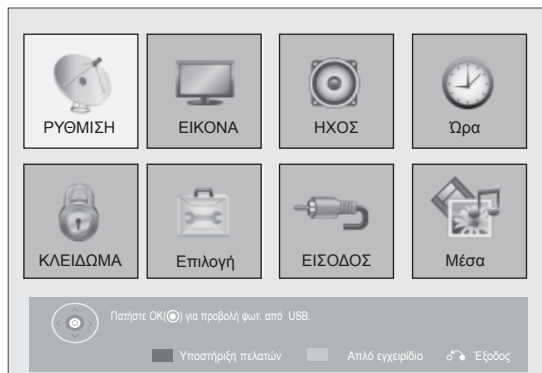 ΡΥΘΜΙΣΗ ΕΙΚΟΝΑ ΗΧΟΣ Ώρα
ΚΛΕΙΔΩΜΑ Επιλογή ΕΙΣΟΔΟΣ Μέσα
Πατήστε OK(◉) για προβολή φωτ. από USB.
Υποστήριξη πελατών Απλό εγχειρίδιο Έξοδος